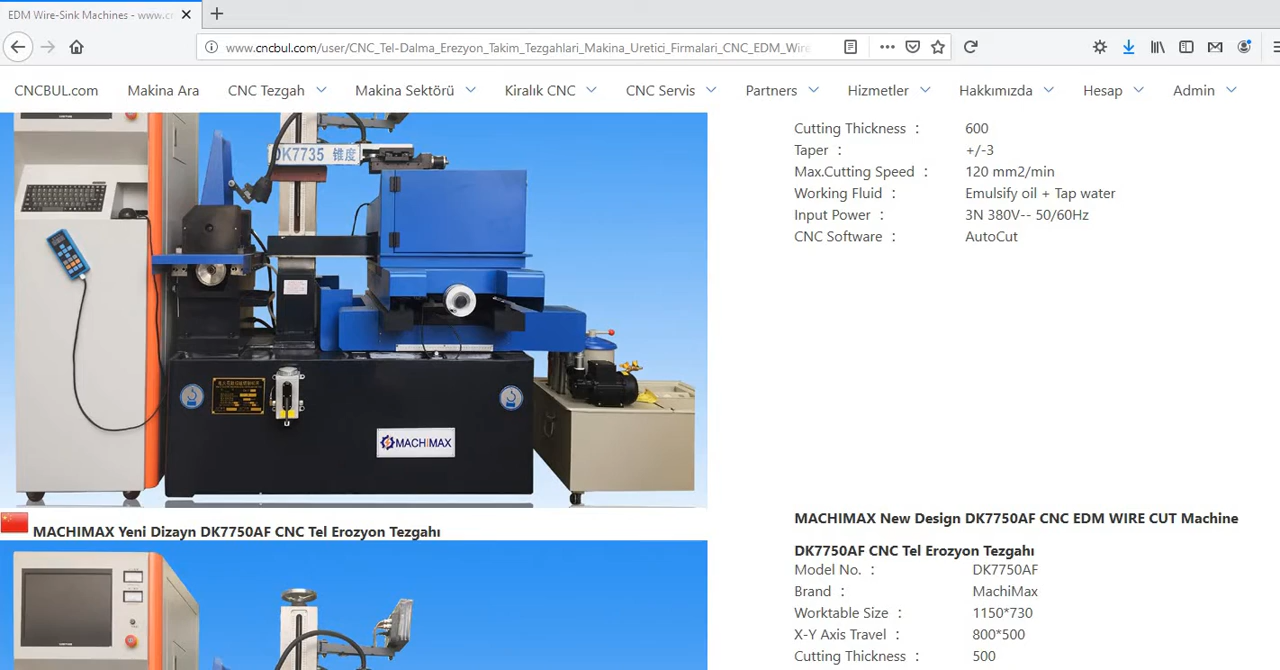 EDM Wire-Sink Machines - www.c
www.cncbul.com/user/CNC_Tel-Dalma_Erezyon_Takim_Tezgahlari_Makina_Uretici_Firmalari_CNC_EDM_Wire
CNCBUL.com Makina Ara CNC Tezgah Makina Sektörü Kiralık CNC CNC Servis Partners Hizmetler Hakkımızda Hesap Admin
DK7735 锥度
MACHIMAX
Cutting Thickness : 600
Taper : +/-3
Max.Cutting Speed : 120 mm2/min
Working Fluid : Emulsify oil + Tap water
Input Power : 3N 380V-- 50/60Hz
CNC Software : AutoCut
MACHIMAX Yeni Dizayn DK7750AF CNC Tel Erozyon Tezgahı
MACHIMAX New Design DK7750AF CNC EDM WIRE CUT Machine
DK7750AF CNC Tel Erozyon Tezgahı
Model No. : DK7750AF
Brand : MachiMax
Worktable Size : 1150*730
X-Y Axis Travel : 800*500
Cutting Thickness : 500